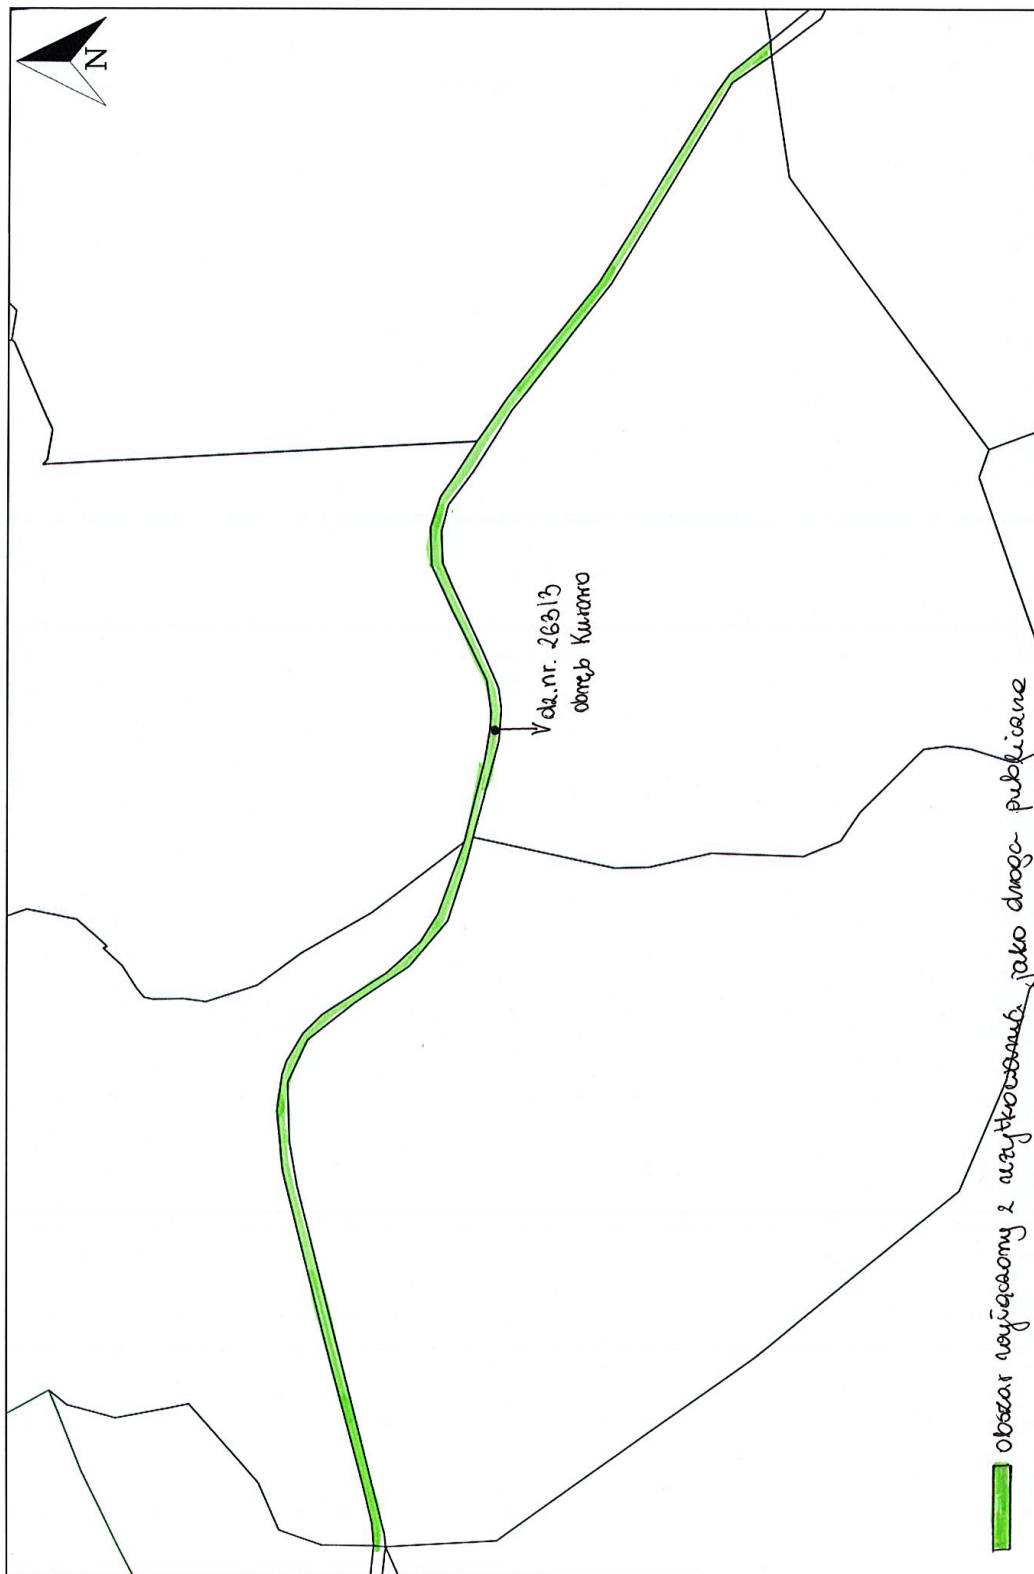 N
dz. nr. 263/3
obręb Kurowo
obszar wyłączony z użytkowania jako droga publiczna